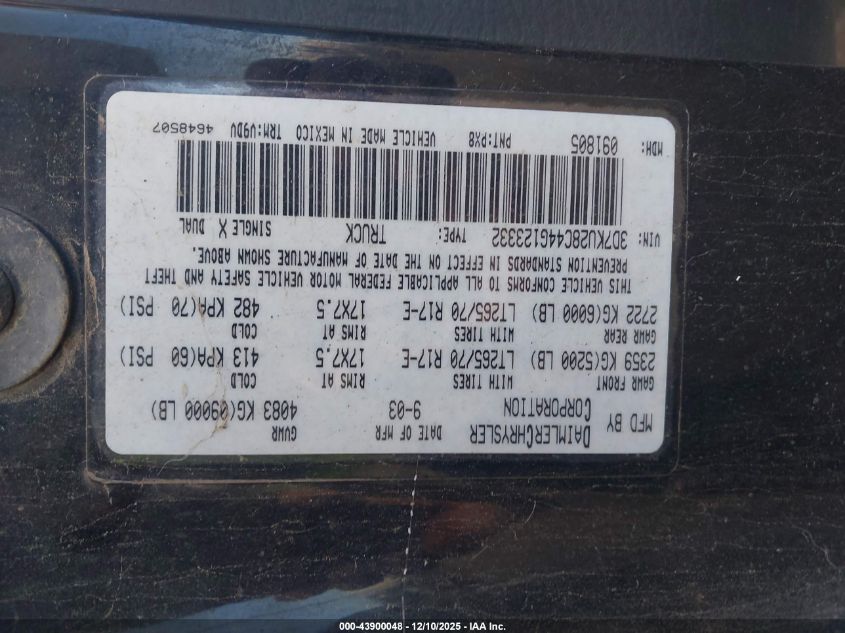 MFD BY DAIMLERCHRYSLER CORPORATION DATE OF MFR 9-03 GVWR 4083 KG(09000 LB)
GAWR FRONT WITH TIRES RIMS AT COLD
2359 KG(5200 LB) LT265/70 R17-E 17X7.5 413 KPA(60 PSI)
GAWR REAR WITH TIRES RIMS AT COLD
2722 KG(6000 LB) LT265/70 R17-E 17X7.5 482 KPA(70 PSI)
THIS VEHICLE CONFORMS TO ALL APPLICABLE FEDERAL MOTOR VEHICLE SAFETY AND THEFT
PREVENTION STANDARDS IN EFFECT ON THE DATE OF MANUFACTURE SHOWN ABOVE.
VIN: 3D7KU28C44G123332 TYPE: TRUCK SINGLE X DUAL
MDH: 091805 PNT:PX8 VEHICLE MADE IN MEXICO TRM:V9DV 4648507
000-43900048 - 12/10/2025 - IAA Inc.